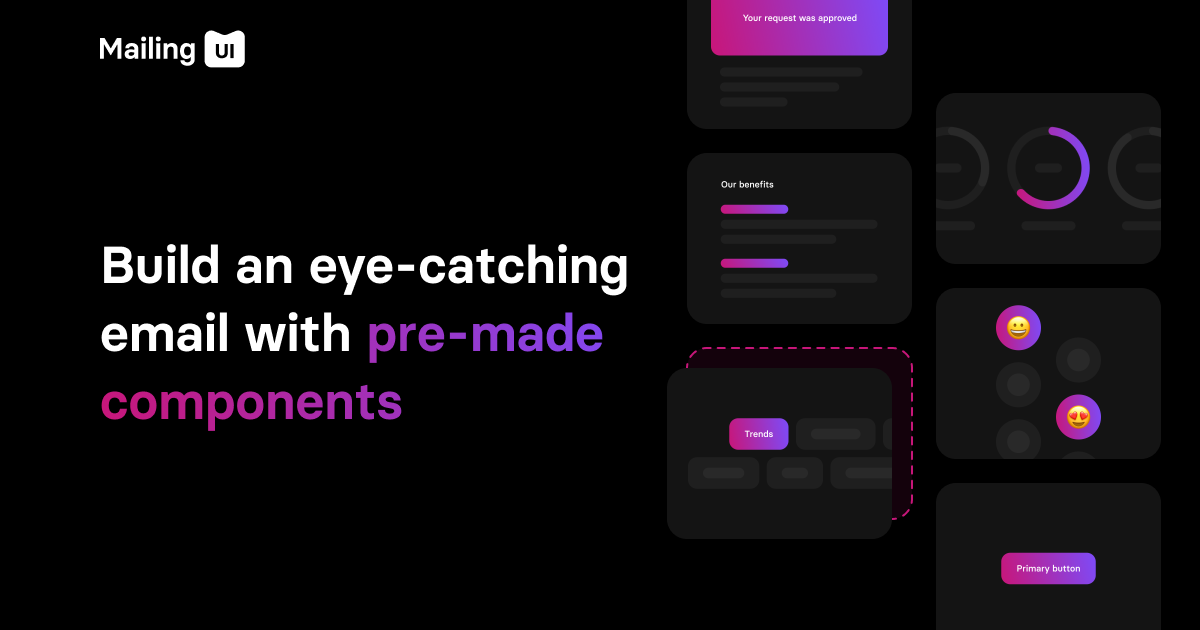 Mailing UI
Build an eye-catching
email with pre-made
components
Your request was approved
Our benefits
Trends
Primary button